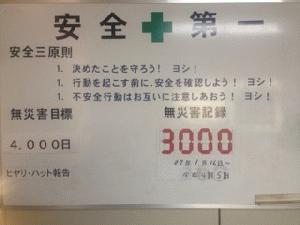 安全 第一
安全三原則
1. 決めたことを守ろう! ヨシ!
1. 行動を起こす前に、安全を確認しよう! ヨシ!
1. 不安全行動はお互いに注意しあおう! ヨシ!
無災害目標
無災害記録
4,000日
3000
ヒヤリ・ハット報告